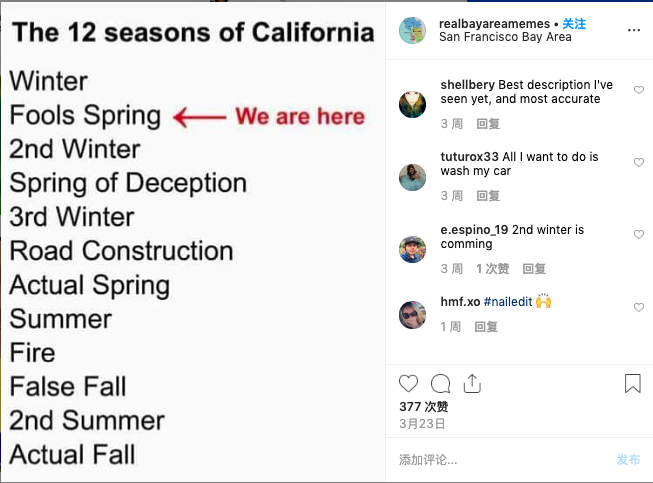 The 12 seasons of California
Winter
Fools Spring ← We are here
2nd Winter
Spring of Deception
3rd Winter
Road Construction
Actual Spring
Summer
Fire
False Fall
2nd Summer
Actual Fall
realbayareamemes • 关注
San Francisco Bay Area
shellbery Best description I've
seen yet, and most accurate
3 周 回复
tuturox33 All I want to do is
wash my car
3 周 回复
e.espino_19 2nd winter is
comming
3 周 1 次赞 回复
hmf.xo #nailedit 🙌
1 周 回复
377 次赞
3月23日
添加评论... 发布